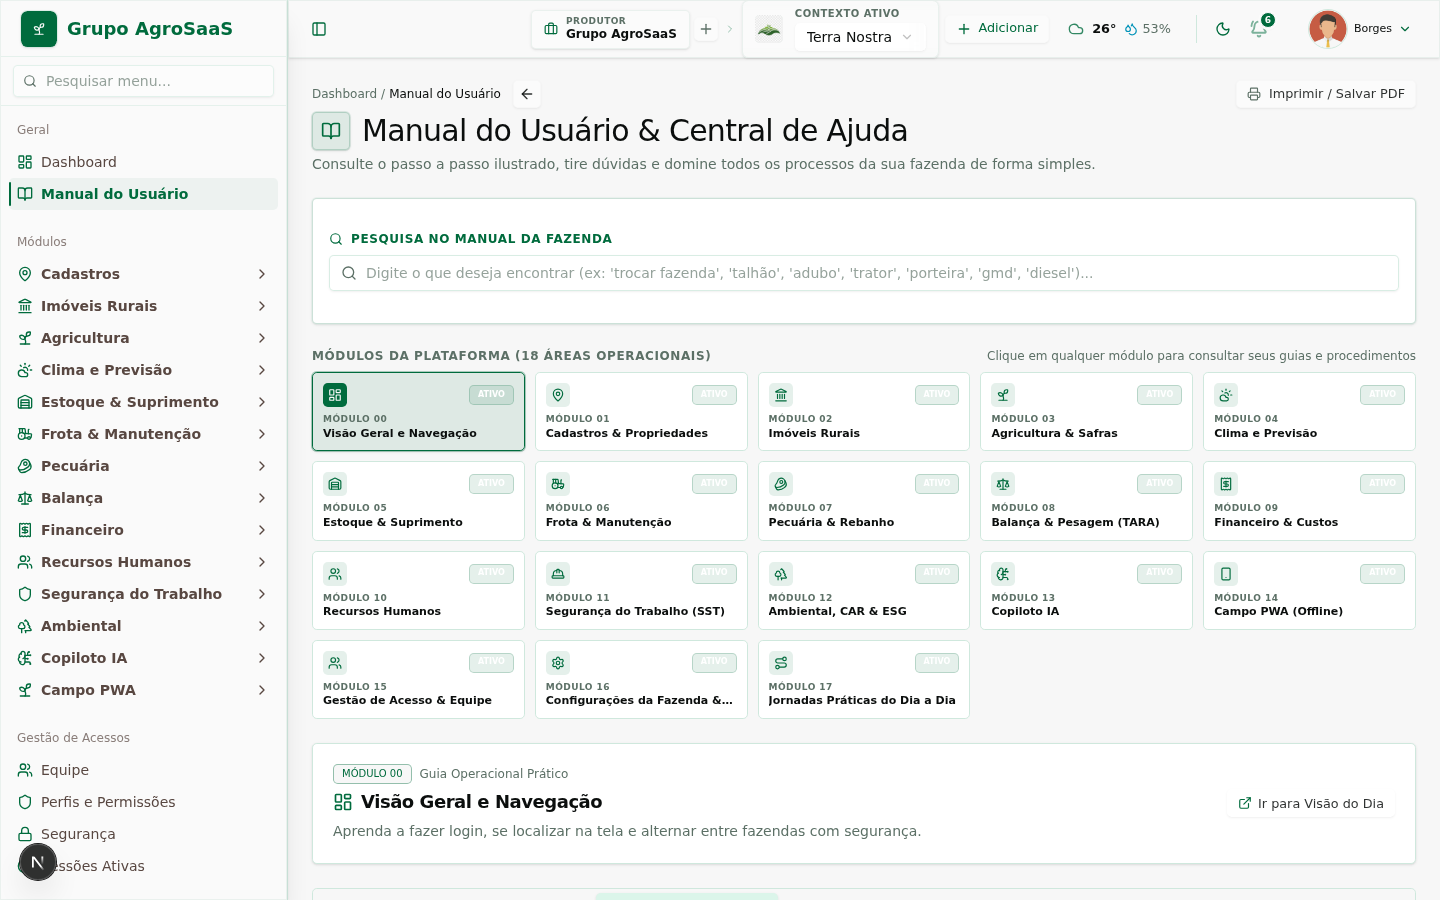 Grupo AgroSaaS
Pesquisar menu...
Geral
Dashboard
Manual do Usuário
Módulos
Cadastros
Imóveis Rurais
Agricultura
Clima e Previsão
Estoque & Suprimento
Frota & Manutenção
Pecuária
Balança
Financeiro
Recursos Humanos
Segurança do Trabalho
Ambiental
Copiloto IA
Campo PWA
Gestão de Acessos
Equipe
Perfis e Permissões
Segurança
essões Ativas
N
PRODUTOR
Grupo AgroSaaS
CONTEXTO ATIVO
Terra Nostra
Adicionar
26°
53%
6
Borges
Dashboard / Manual do Usuário
Imprimir / Salvar PDF
Manual do Usuário & Central de Ajuda
Consulte o passo a passo ilustrado, tire dúvidas e domine todos os processos da sua fazenda de forma simples.
PESQUISA NO MANUAL DA FAZENDA
Digite o que deseja encontrar (ex: 'trocar fazenda', 'talhão', 'adubo', 'trator', 'porteira', 'gmd', 'diesel')...
MÓDULOS DA PLATAFORMA (18 ÁREAS OPERACIONAIS)
Clique em qualquer módulo para consultar seus guias e procedimentos
ATIVO
MÓDULO 00
Visão Geral e Navegação
ATIVO
MÓDULO 01
Cadastros & Propriedades
ATIVO
MÓDULO 02
Imóveis Rurais
ATIVO
MÓDULO 03
Agricultura & Safras
ATIVO
MÓDULO 04
Clima e Previsão
ATIVO
MÓDULO 05
Estoque & Suprimento
ATIVO
MÓDULO 06
Frota & Manutenção
ATIVO
MÓDULO 07
Pecuária & Rebanho
ATIVO
MÓDULO 08
Balança & Pesagem (TARA)
ATIVO
MÓDULO 09
Financeiro & Custos
ATIVO
MÓDULO 10
Recursos Humanos
ATIVO
MÓDULO 11
Segurança do Trabalho (SST)
ATIVO
MÓDULO 12
Ambiental, CAR & ESG
ATIVO
MÓDULO 13
Copiloto IA
ATIVO
MÓDULO 14
Campo PWA (Offline)
ATIVO
MÓDULO 15
Gestão de Acesso & Equipe
ATIVO
MÓDULO 16
Configurações da Fazenda &...
ATIVO
MÓDULO 17
Jornadas Práticas do Dia a Dia
MÓDULO 00
Guia Operacional Prático
Visão Geral e Navegação
Aprenda a fazer login, se localizar na tela e alternar entre fazendas com segurança.
Ir para Visão do Dia